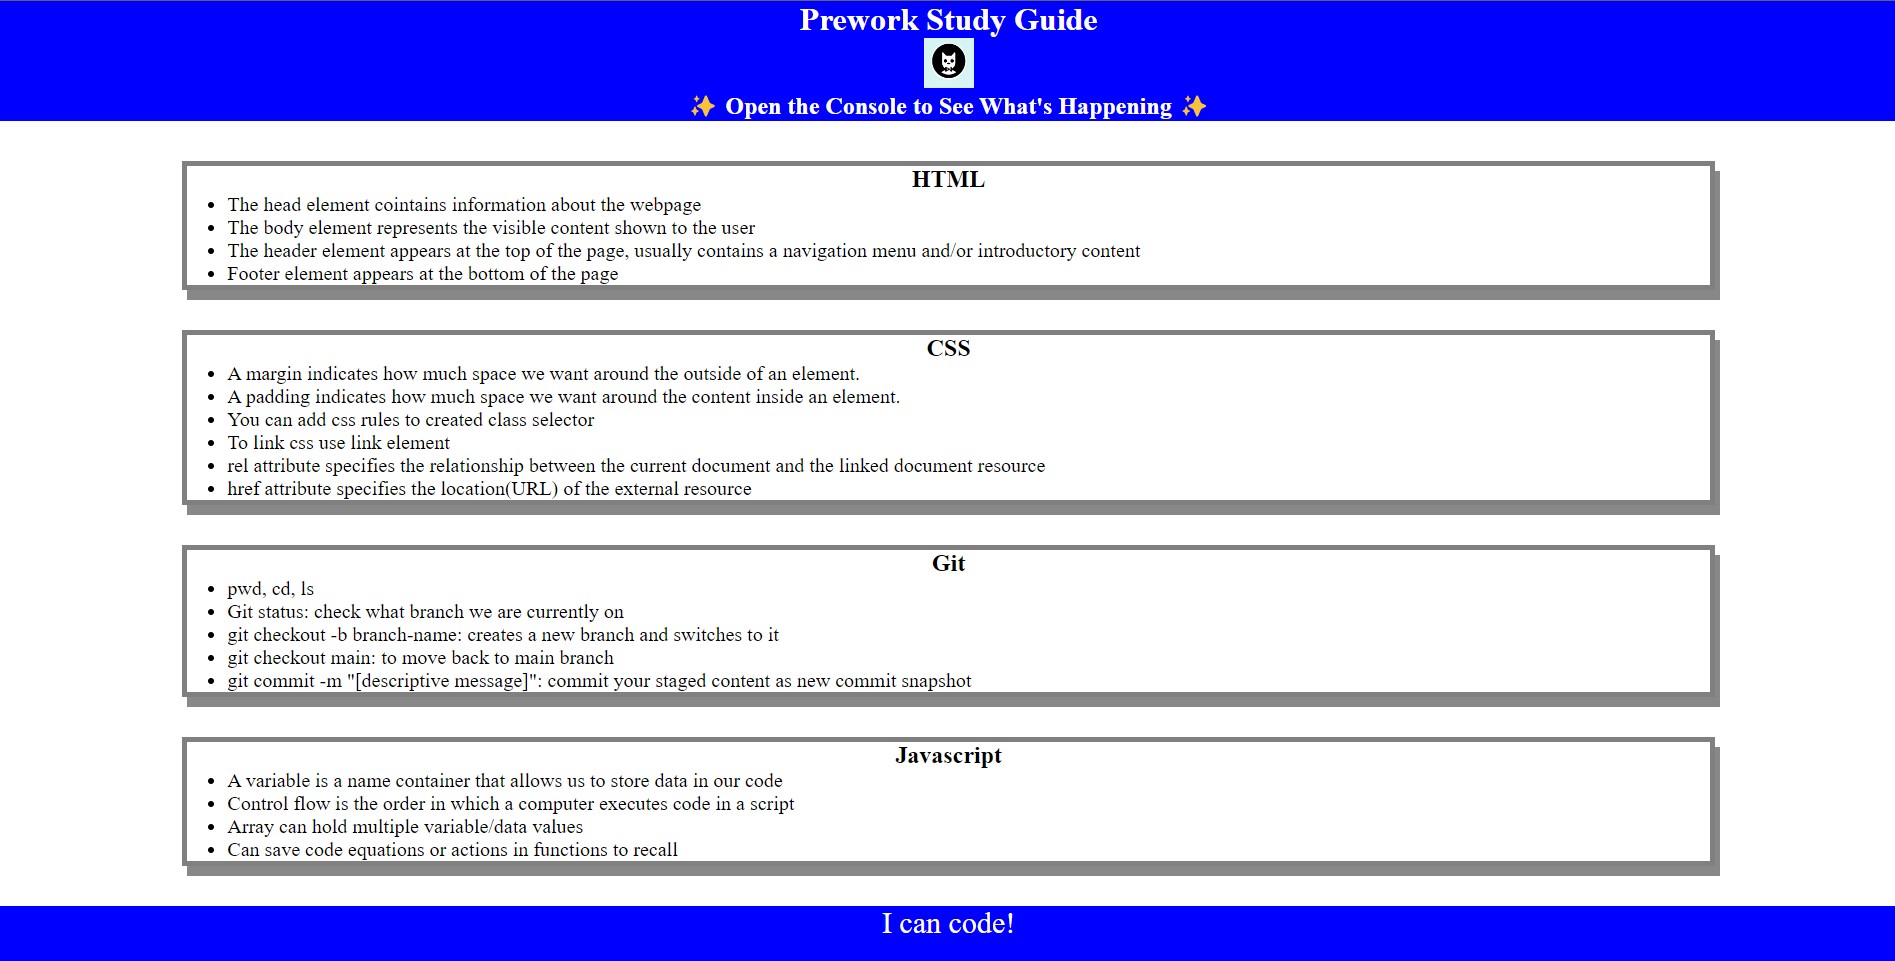 Prework Study Guide
✨ Open the Console to See What's Happening ✨
HTML
• The head element cointains information about the webpage
• The body element represents the visible content shown to the user
• The header element appears at the top of the page, usually contains a navigation menu and/or introductory content
• Footer element appears at the bottom of the page
CSS
• A margin indicates how much space we want around the outside of an element.
• A padding indicates how much space we want around the content inside an element.
• You can add css rules to created class selector
• To link css use link element
• rel attribute specifies the relationship between the current document and the linked document resource
• href attribute specifies the location(URL) of the external resource
Git
• pwd, cd, ls
• Git status: check what branch we are currently on
• git checkout -b branch-name: creates a new branch and switches to it
• git checkout main: to move back to main branch
• git commit -m "[descriptive message]": commit your staged content as new commit snapshot
Javascript
• A variable is a name container that allows us to store data in our code
• Control flow is the order in which a computer executes code in a script
• Array can hold multiple variable/data values
• Can save code equations or actions in functions to recall
I can code!